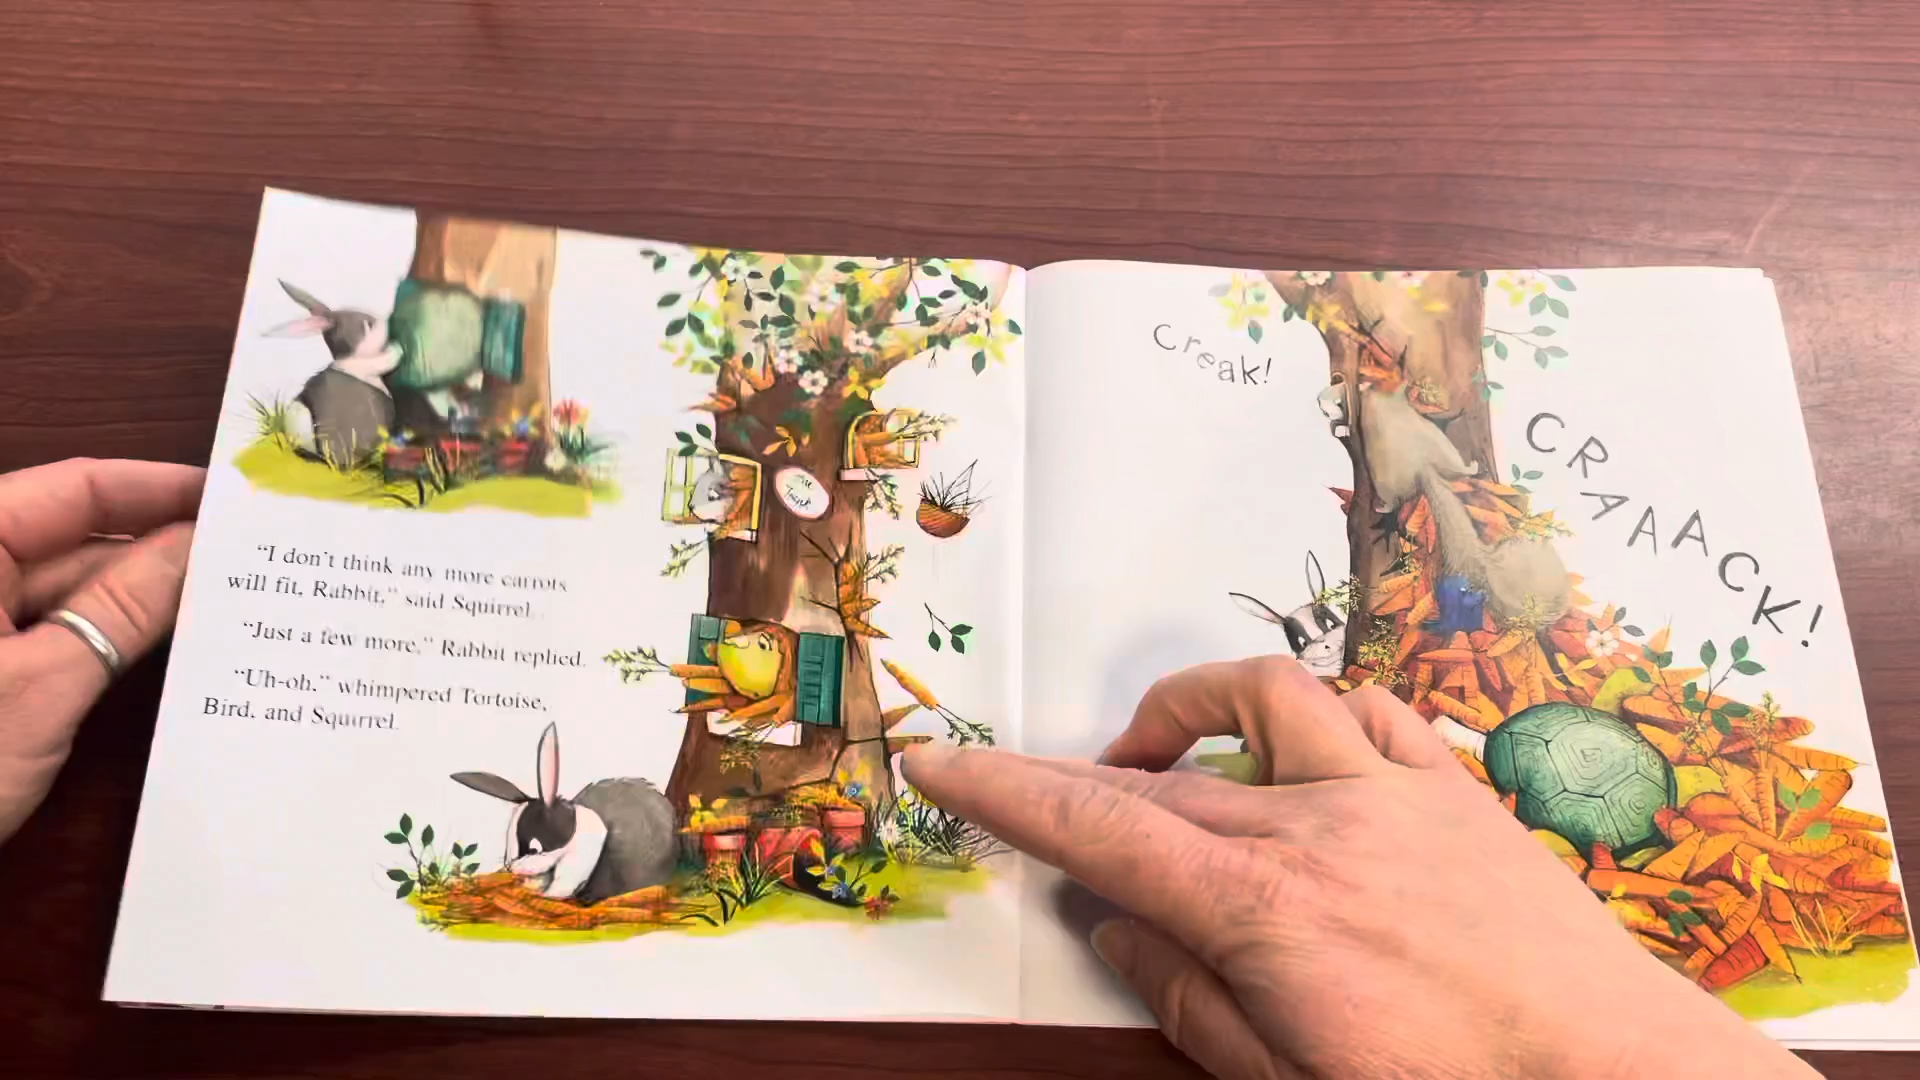 “I don’t think any more carrots
will fit, Rabbit,” said Squirrel.
“Just a few more,” Rabbit replied.
“Uh-oh,” whimpered Tortoise,
Bird, and Squirrel.
Creak!
CRAAACK!